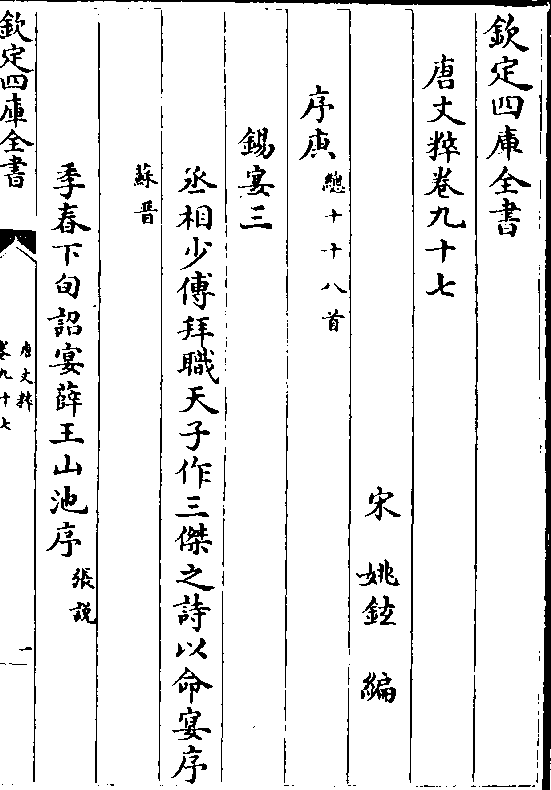 欽定四庫全書
唐文粹卷九十七
宋 姚鉉 編
序庚 總十十八首
錫宴三
丞相少傅拜職天子作三傑之詩以命宴序
蘇晉
季春下旬詔宴薛王山池序 張説
欽定四庫全書
唐文粹
卷九十七
一